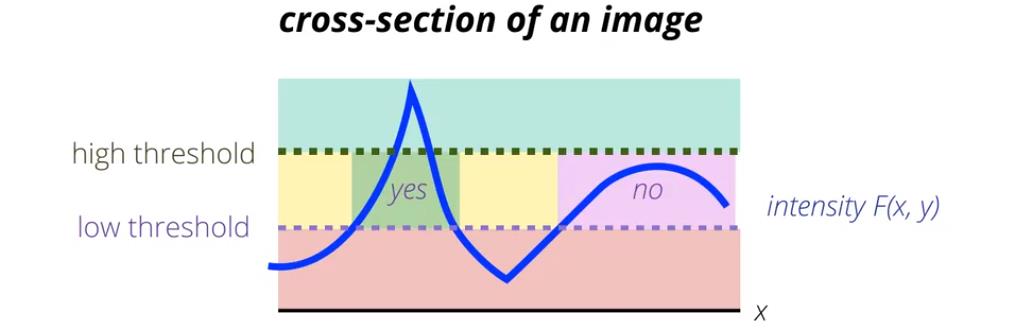 cross-section of an image
high threshold
yes
no
low threshold
intensity F(x, y)
x